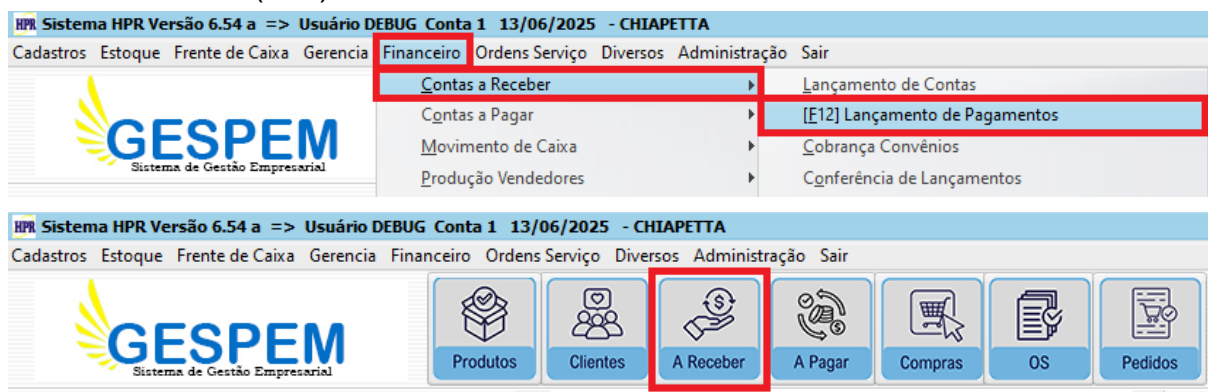 HPR Sistema HPR Versão 6.54 a => Usuário DEBUG Conta 1 13/06/2025 - CHIAPETTA
Cadastros Estoque Frente de Caixa Gerencia Financeiro Ordens Serviço Diversos Administração Sair
Contas a Receber
Lançamento de Contas
GESPEM
Sistema de Gestão Empresarial
Contas a Pagar
[F12] Lançamento de Pagamentos
Movimento de Caixa
Cobrança Convênios
Produção Vendedores
Conferência de Lançamentos
HPR Sistema HPR Versão 6.54 a => Usuário DEBUG Conta 1 13/06/2025 - CHIAPETTA
Cadastros Estoque Frente de Caixa Gerencia Financeiro Ordens Serviço Diversos Administração Sair
GESPEM
Sistema de Gestão Empresarial
Produtos Clientes A Receber A Pagar Compras OS Pedidos